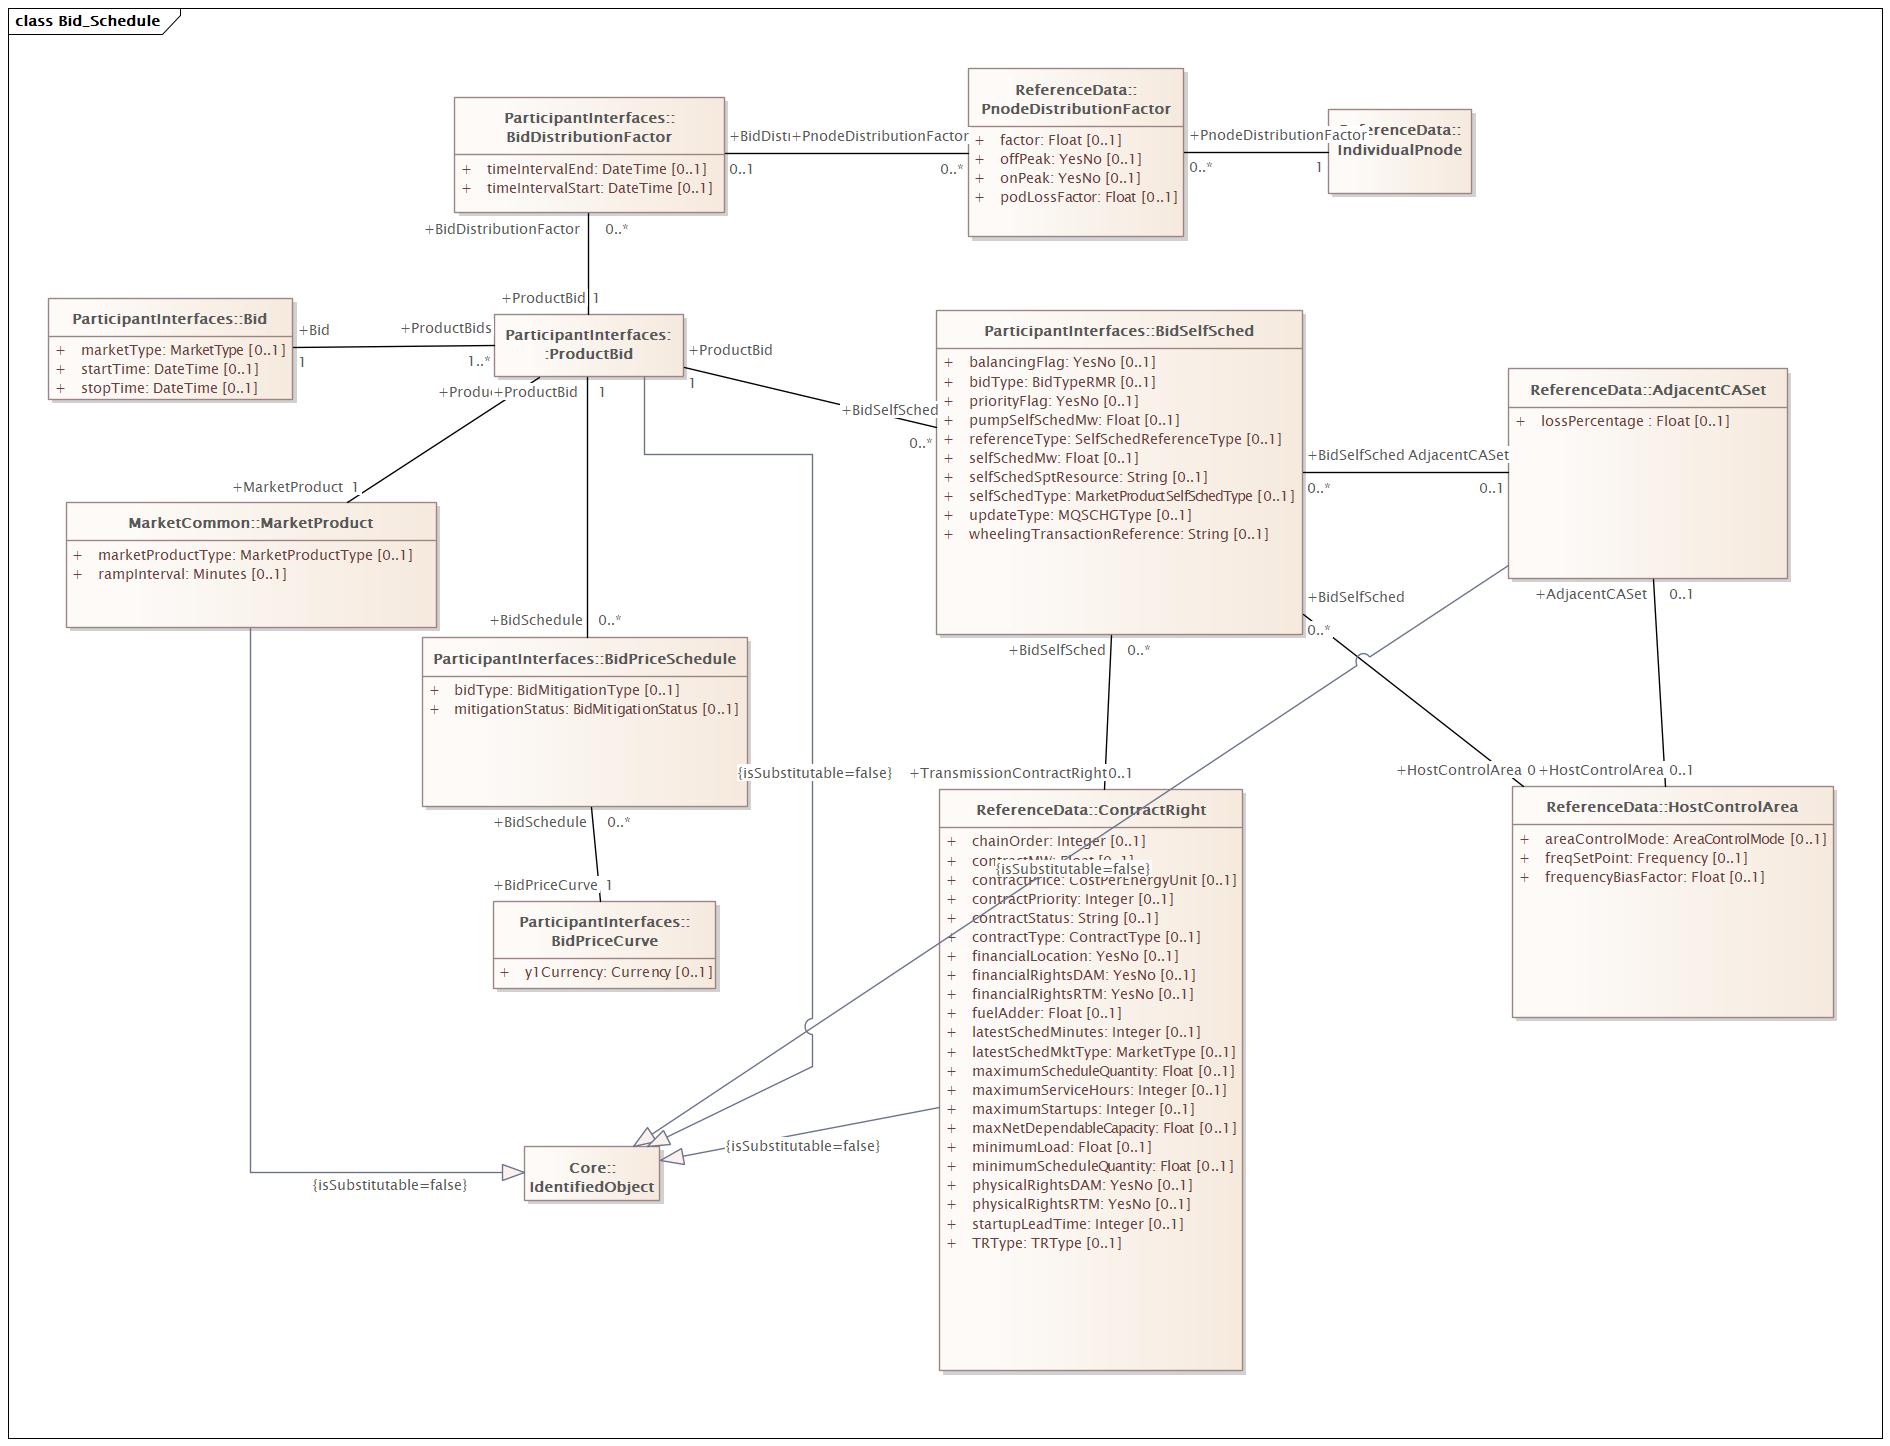 class Bid_Schedule
ParticipantInterfaces::
BidDistributionFactor
+ timeIntervalEnd: DateTime [0..1]
+ timeIntervalStart: DateTime [0..1]
+PnodeDistributionFactor
0..1
0..*
ReferenceData::
PnodeDistributionFactor
+ factor: Float [0..1]
+ offPeak: YesNo [0..1]
+ onPeak: YesNo [0..1]
+ podLossFactor: Float [0..1]
+PnodeDistributionFactor
0..*
1
IndividualPnode
+BidDistributionFactor
0..*
+ProductBid 1
ParticipantInterfaces::Bid
+ marketType: MarketType [0..1]
+ startTime: DateTime [0..1]
+ stopTime: DateTime [0..1]
+Bid
1
+ProductBids
1..*
ParticipantInterfaces:
:ProductBid
+ProductBid
1
+ProductBid 1
+BidSelfSched
0..*
+MarketProduct 1
MarketCommon::MarketProduct
+ marketProductType: MarketProductType [0..1]
+ rampInterval: Minutes [0..1]
+BidSchedule 0..*
ParticipantInterfaces::BidPriceSchedule
+ bidType: BidMitigationType [0..1]
+ mitigationStatus: BidMitigationStatus [0..1]
+BidSchedule 0..*
+BidPriceCurve 1
ParticipantInterfaces::
BidPriceCurve
+ y1Currency: Currency [0..1]
ParticipantInterfaces::BidSelfSched
+ balancingFlag: YesNo [0..1]
+ bidType: BidTypeRMR [0..1]
+ priorityFlag: YesNo [0..1]
+ pumpSelfSchedMw: Float [0..1]
+ referenceType: SelfSchedReferenceType [0..1]
+ selfSchedMw: Float [0..1]
+ selfSchedSptResource: String [0..1]
+ selfSchedType: MarketProductSelfSchedType [0..1]
+ updateType: MQSCHGType [0..1]
+ wheelingTransactionReference: String [0..1]
+BidSelfSched AdjacentCASet
0..*
0..1
ReferenceData::AdjacentCASet
+ lossPercentage : Float [0..1]
+AdjacentCASet 0..1
+BidSelfSched
0..*
+BidSelfSched 0..*
{isSubstitutable=false}
+TransmissionContractRight 0..1
+HostControlArea 0
+HostControlArea 0..1
ReferenceData::HostControlArea
+ areaControlMode: AreaControlMode [0..1]
+ freqSetPoint: Frequency [0..1]
+ frequencyBiasFactor: Float [0..1]
ReferenceData::ContractRight
+ chainOrder: Integer [0..1]
{isSubstitutable=false}
+ contractPrice: CostPerEnergyUnit [0..1]
+ contractPriority: Integer [0..1]
+ contractStatus: String [0..1]
+ contractType: ContractType [0..1]
+ financialLocation: YesNo [0..1]
+ financialRightsDAM: YesNo [0..1]
+ financialRightsRTM: YesNo [0..1]
+ fuelAdder: Float [0..1]
+ latestSchedMinutes: Integer [0..1]
+ latestSchedMktType: MarketType [0..1]
+ maximumScheduleQuantity: Float [0..1]
+ maximumServiceHours: Integer [0..1]
+ maximumStartups: Integer [0..1]
+ maxNetDependableCapacity: Float [0..1]
+ minimumLoad: Float [0..1]
+ minimumScheduleQuantity: Float [0..1]
+ physicalRightsDAM: YesNo [0..1]
+ physicalRightsRTM: YesNo [0..1]
+ startupLeadTime: Integer [0..1]
+ TRType: TRType [0..1]
{isSubstitutable=false}
{isSubstitutable=false}
Core::
IdentifiedObject